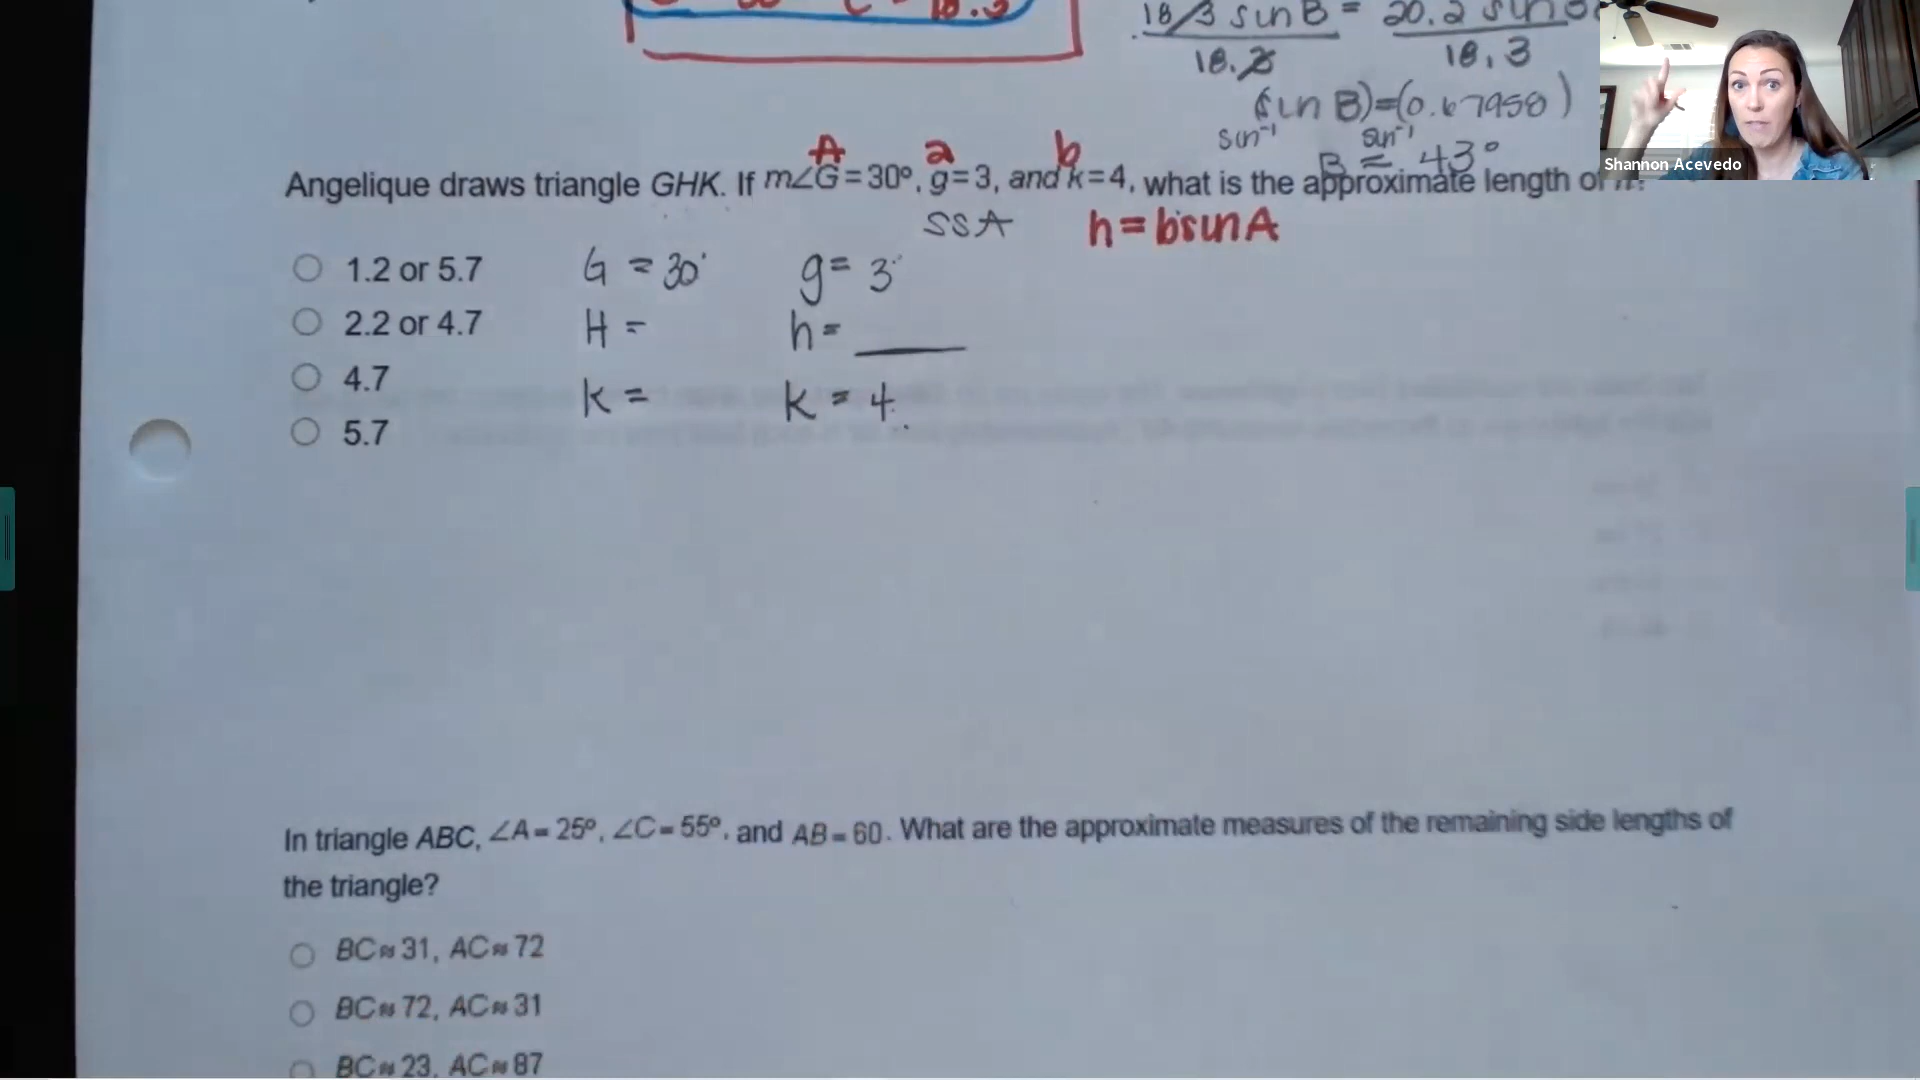 18.3 sin B = 20.2 sin
18.3 18.3
(sin B)=(0.67958)
sin⁻¹ sin⁻¹
B ≈ 43°
Shannon Acevedo
A a b
Angelique draws triangle GHK. If m∠G=30°, g=3, and k=4, what is the approximate length of h?
SSA h=bsinA
1.2 or 5.7 G = 30° g= 3
2.2 or 4.7 H = h=
4.7
K = k = 4
5.7
In triangle ABC, ∠A=25°, ∠C=55°, and AB=60. What are the approximate measures of the remaining side lengths of
the triangle?
BC≈31, AC≈72
BC≈72, AC≈31
BC≈23, AC≈87